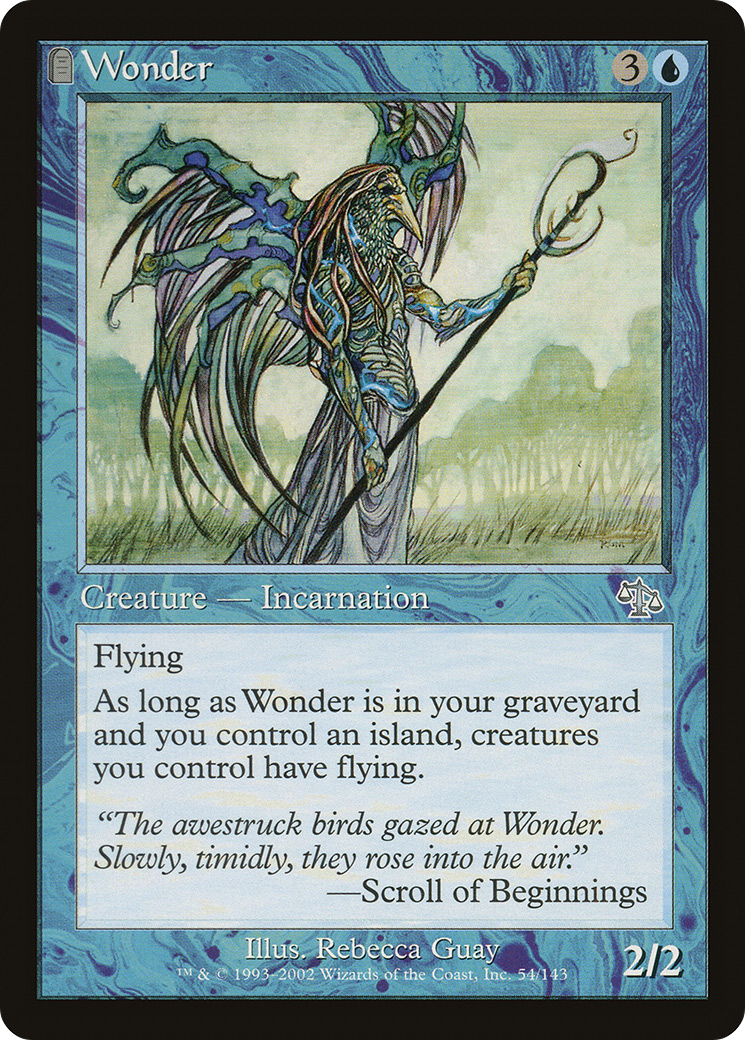 Wonder 3
Creature — Incarnation
Flying
As long as Wonder is in your graveyard
and you control an island, creatures
you control have flying.
“The awestruck birds gazed at Wonder.
Slowly, timidly, they rose into the air.”
—Scroll of Beginnings
Illus. Rebecca Guay
™ & © 1993–2002 Wizards of the Coast, Inc. 54/143
2/2